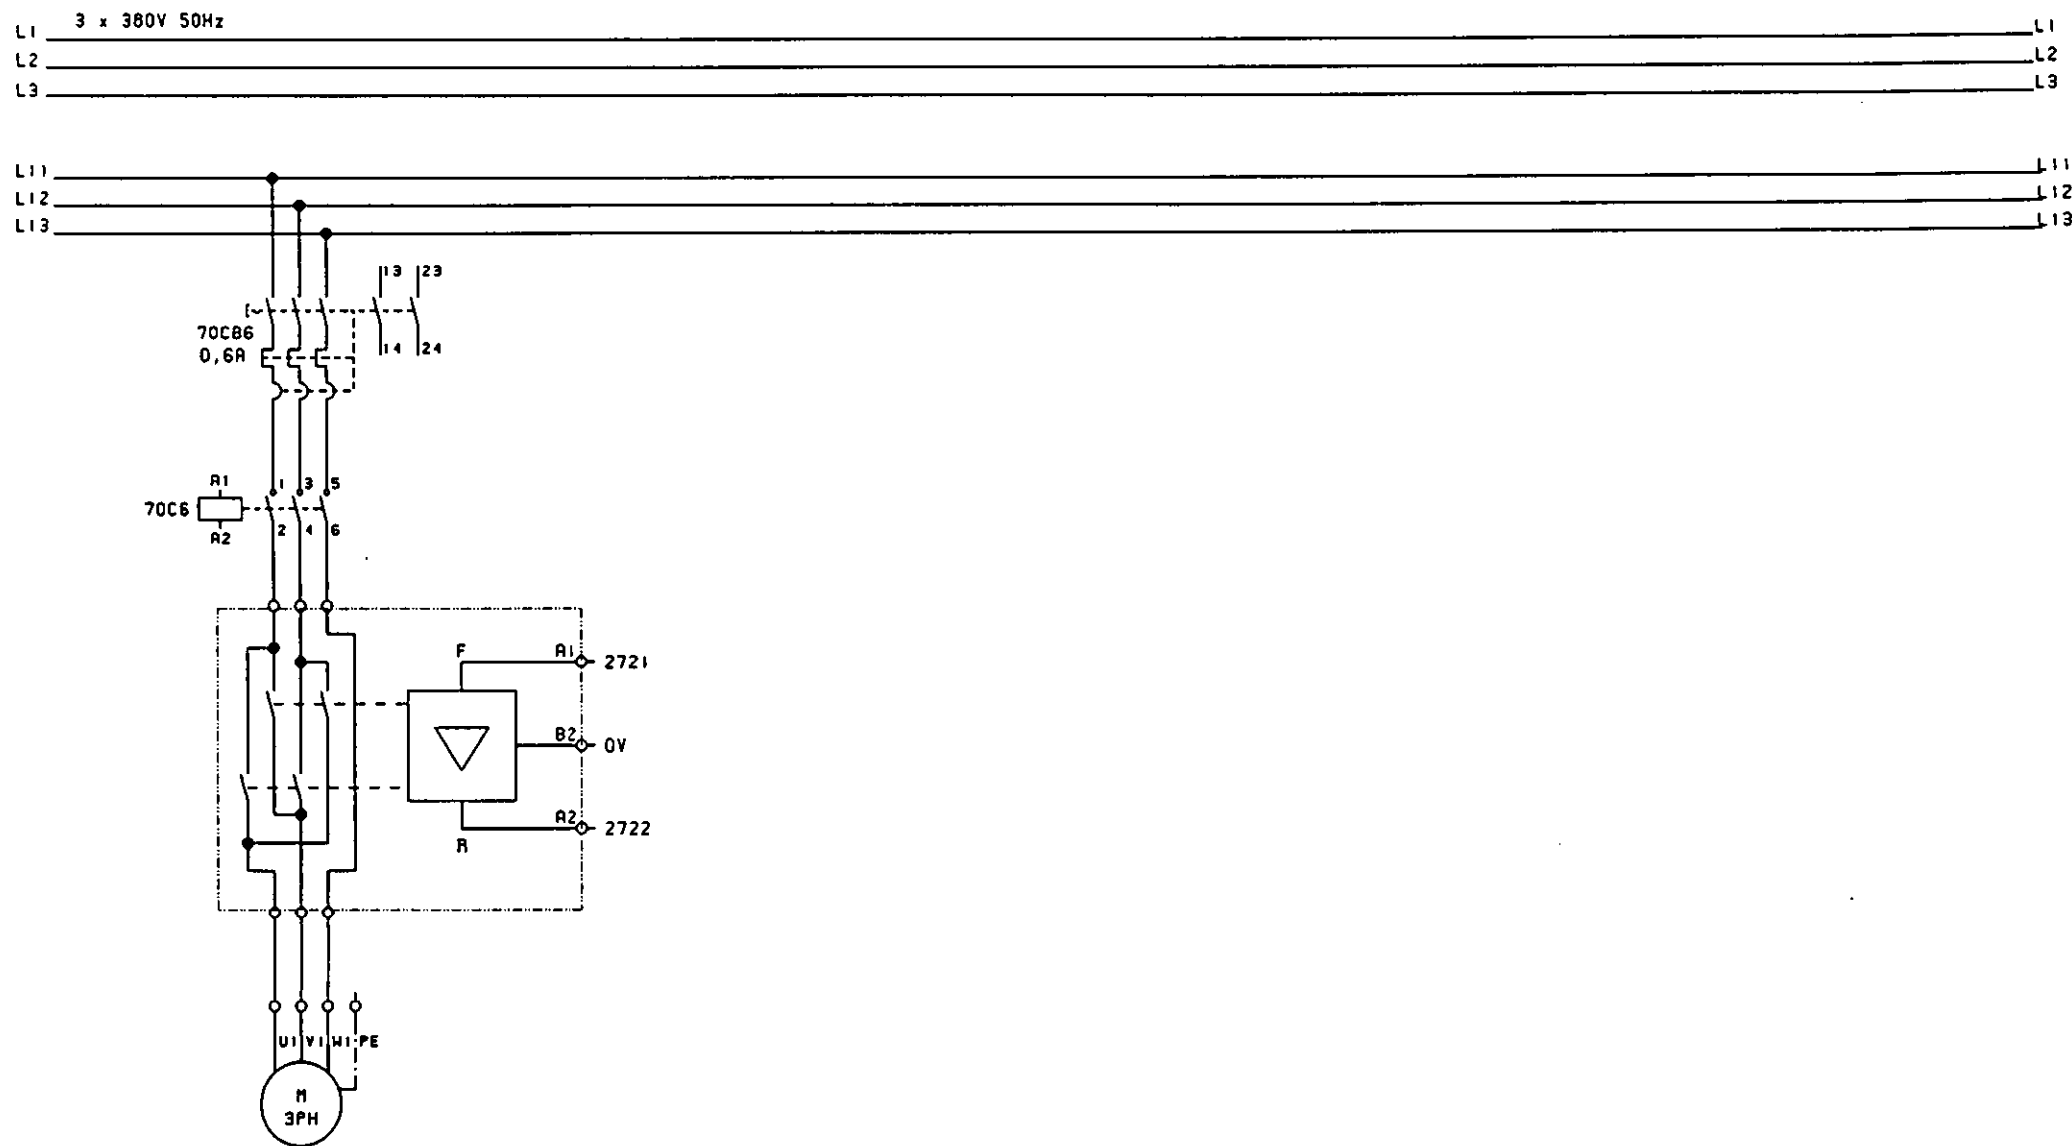 3 x 380V 50Hz
L1 L1
L2 L2
L3 L3
L11 L11
L12 L12
L13 L13
13 23
70CB6
0,6A
14 24
A1 1 3 5
70C6
A2 2 4 6
F A1 2721
B2 0V
A2 2722
R
U1 V1 W1 PE
M
3PH